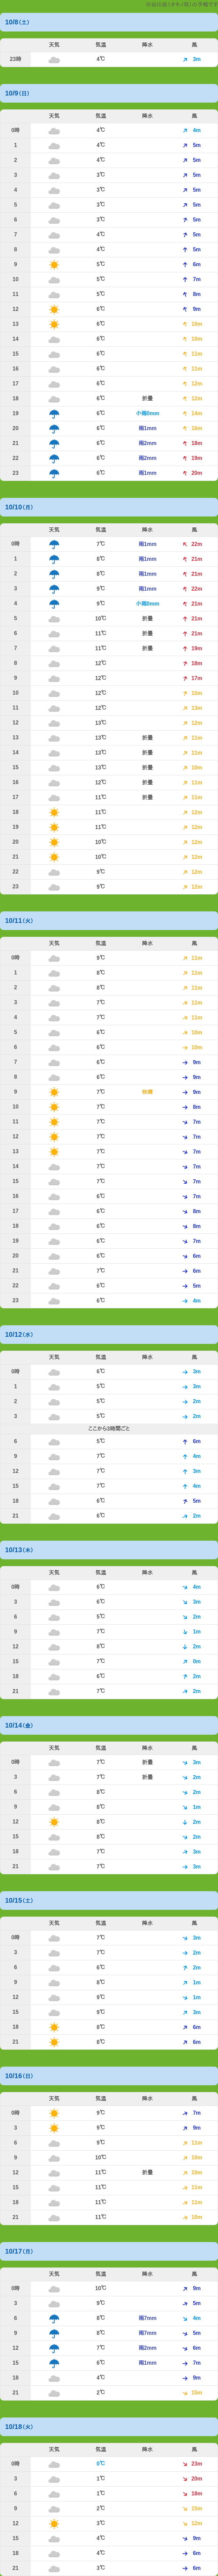 10/8（土）
天気 気温 降水 風
23時 4℃ 3m
10/9（日）
天気 気温 降水 風
0時 4℃ 4m
1 4℃ 5m
2 4℃ 5m
3 3℃ 5m
4 3℃ 5m
5 3℃ 5m
6 3℃ 5m
7 4℃ 5m
8 4℃ 5m
9 5℃ 6m
10 5℃ 7m
11 5℃ 8m
12 6℃ 9m
13 6℃ 10m
14 6℃ 10m
15 6℃ 11m
16 6℃ 11m
17 6℃ 12m
18 6℃ 折畳 12m
19 6℃ 小雨0mm 14m
20 6℃ 雨1mm 16m
21 6℃ 雨2mm 18m
22 6℃ 雨2mm 19m
23 6℃ 雨1mm 20m
10/10（月）
天気 気温 降水 風
0時 7℃ 雨1mm 22m
1 8℃ 雨1mm 21m
2 8℃ 雨1mm 21m
3 9℃ 雨1mm 22m
4 9℃ 小雨0mm 21m
5 10℃ 折畳 21m
6 11℃ 折畳 21m
7 11℃ 折畳 19m
8 12℃ 18m
9 12℃ 17m
10 12℃ 15m
11 12℃ 13m
12 13℃ 12m
13 13℃ 折畳 11m
14 13℃ 折畳 11m
15 13℃ 折畳 10m
16 12℃ 折畳 11m
17 11℃ 折畳 11m
18 11℃ 12m
19 11℃ 12m
20 10℃ 12m
21 10℃ 12m
22 9℃ 12m
23 9℃ 12m
10/11（火）
天気 気温 降水 風
0時 9℃ 11m
1 8℃ 11m
2 8℃ 11m
3 7℃ 11m
4 7℃ 11m
5 6℃ 10m
6 6℃ 10m
7 6℃ 9m
8 6℃ 9m
9 7℃ 快適 9m
10 7℃ 8m
11 7℃ 7m
12 7℃ 7m
13 7℃ 7m
14 7℃ 7m
15 7℃ 7m
16 6℃ 7m
17 6℃ 8m
18 6℃ 8m
19 6℃ 7m
20 6℃ 6m
21 7℃ 6m
22 6℃ 5m
23 6℃ 4m
10/12（水）
天気 気温 降水 風
0時 6℃ 3m
1 5℃ 3m
2 5℃ 2m
3 5℃ 2m
ここから3時間ごと
6 5℃ 6m
9 7℃ 4m
12 7℃ 3m
15 7℃ 4m
18 6℃ 5m
21 6℃ 2m
10/13（木）
天気 気温 降水 風
0時 6℃ 4m
3 6℃ 3m
6 5℃ 2m
9 7℃ 1m
12 8℃ 2m
15 7℃ 0m
18 6℃ 2m
21 7℃ 2m
10/14（金）
天気 気温 降水 風
0時 7℃ 折畳 3m
3 7℃ 折畳 3m
6 8℃ 2m
9 8℃ 1m
12 8℃ 2m
15 8℃ 2m
18 7℃ 3m
21 7℃ 3m
10/15（土）
天気 気温 降水 風
0時 7℃ 3m
3 7℃ 2m
6 6℃ 2m
9 8℃ 1m
12 9℃ 1m
15 9℃ 3m
18 8℃ 6m
21 8℃ 6m
10/16（日）
天気 気温 降水 風
0時 9℃ 7m
3 9℃ 9m
6 9℃ 11m
9 10℃ 10m
12 11℃ 折畳 10m
15 11℃ 11m
18 11℃ 11m
21 11℃ 10m
10/17（月）
天気 気温 降水 風
0時 10℃ 9m
3 9℃ 5m
6 8℃ 雨7mm 4m
9 8℃ 雨7mm 5m
12 7℃ 雨2mm 6m
15 6℃ 雨1mm 7m
18 4℃ 9m
21 2℃ 15m
10/18（火）
天気 気温 降水 風
0時 0℃ 23m
3 1℃ 20m
6 1℃ 18m
9 2℃ 15m
12 3℃ 12m
15 4℃ 9m
18 4℃ 6m
21 3℃ 6m